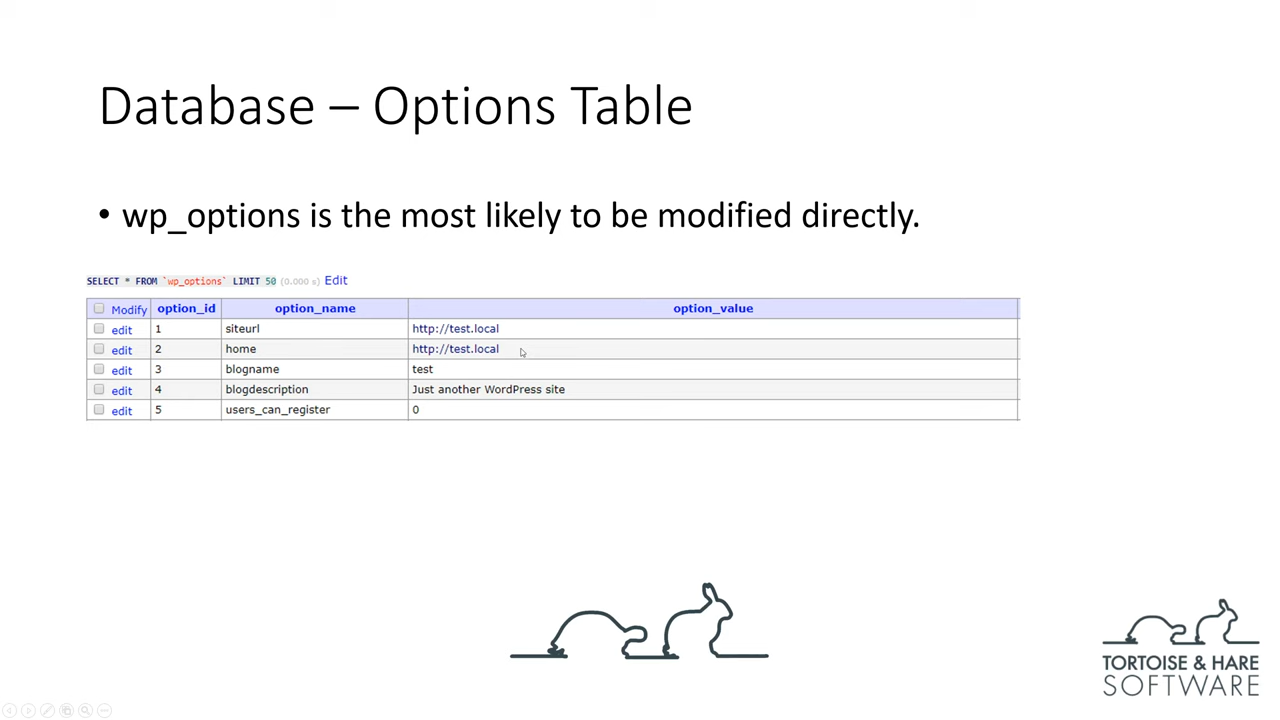 Database – Options Table
• wp_options is the most likely to be modified directly.
SELECT * FROM `wp_options` LIMIT 50 (0.000 s) Edit
Modify option_id option_name option_value
edit 1 siteurl http://test.local
edit 2 home http://test.local
edit 3 blogname test
edit 4 blogdescription Just another WordPress site
edit 5 users_can_register 0
TORTOISE & HARE
SOFTWARE